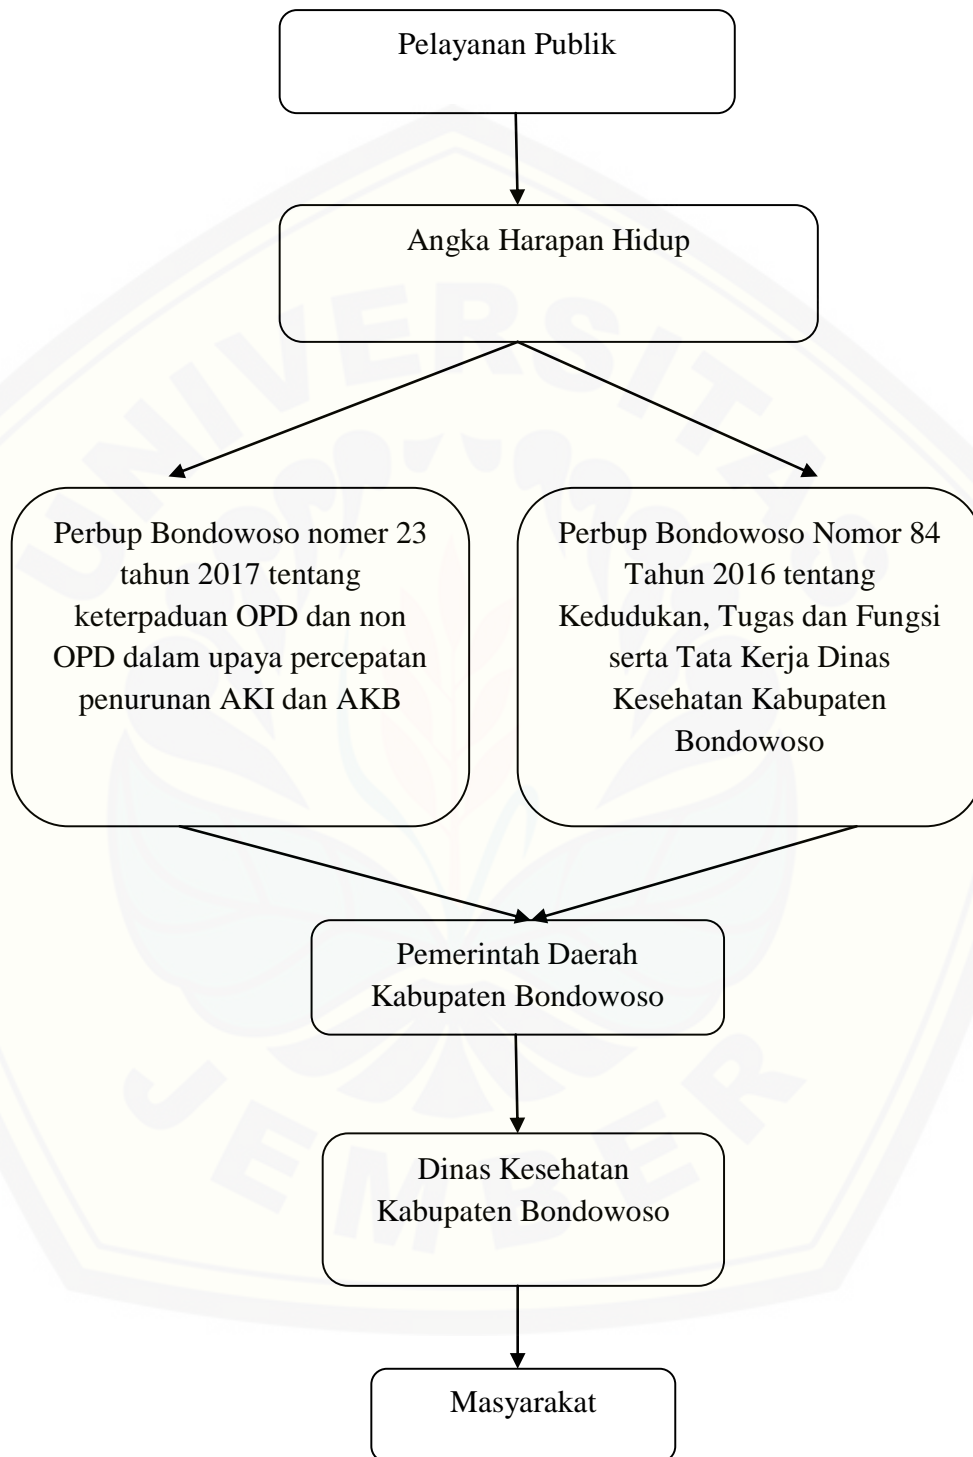 Pelayanan Publik
Angka Harapan Hidup
Perbup Bondowoso nomer 23
tahun 2017 tentang
keterpaduan OPD dan non
OPD dalam upaya percepatan
penurunan AKI dan AKB
Perbup Bondowoso Nomor 84
Tahun 2016 tentang
Kedudukan, Tugas dan Fungsi
serta Tata Kerja Dinas
Kesehatan Kabupaten
Bondowoso
Pemerintah Daerah
Kabupaten Bondowoso
Dinas Kesehatan
Kabupaten Bondowoso
Masyarakat
UNIVERSITAS
JEMBER